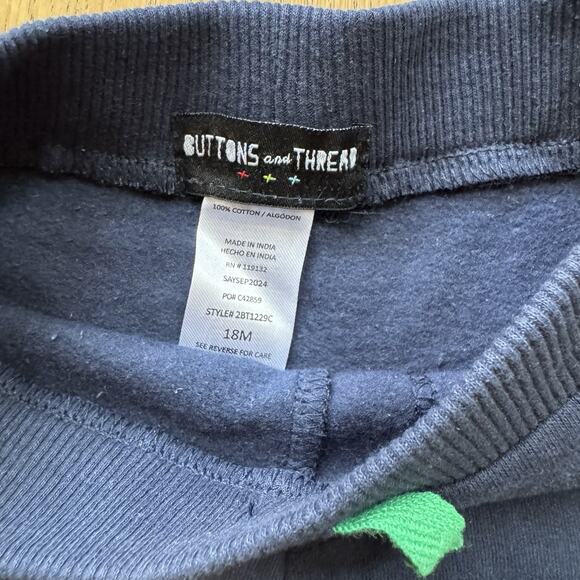 BUTTONS and THREAD
100% COTTON / ALGODON
MADE IN INDIA
HECHO EN INDIA
RN # 119132
SAYSEP2024
PO# C42859
STYLE# 2BT1229C
18M
SEE REVERSE FOR CARE